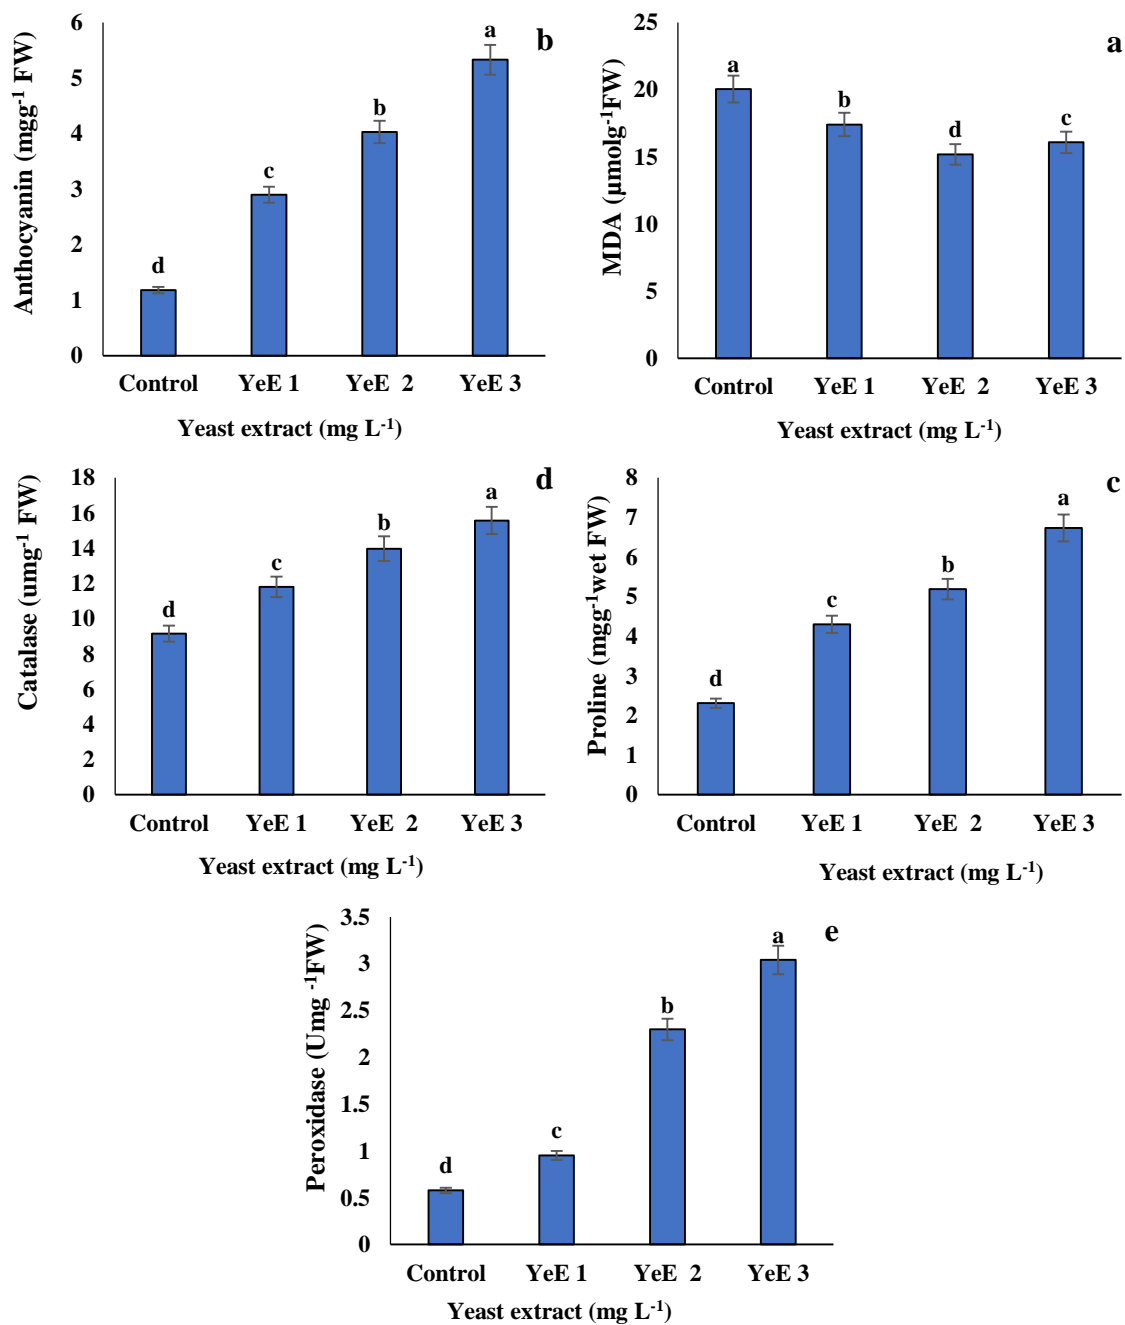 b
Anthocyanin (mgg⁻¹ FW)
6
5
4
3
2
1
0
d
c
b
a
Control YeE 1 YeE 2 YeE 3
Yeast extract (mg L⁻¹)
a
MDA (µmolg⁻¹FW)
25
20
15
10
5
0
a
b
d
c
Control YeE 1 YeE 2 YeE 3
Yeast extract (mg L⁻¹)
d
Catalase (umg⁻¹ FW)
18
16
14
12
10
8
6
4
2
0
d
c
b
a
Control YeE 1 YeE 2 YeE 3
Yeast extract (mg L⁻¹)
c
Proline (mgg⁻¹wet FW)
8
7
6
5
4
3
2
1
0
d
c
b
a
Control YeE 1 YeE 2 YeE 3
Yeast extract (mg L⁻¹)
e
Peroxidase (Umg ⁻¹FW)
3.5
3
2.5
2
1.5
1
0.5
0
d
c
b
a
Control YeE 1 YeE 2 YeE 3
Yeast extract (mg L⁻¹)